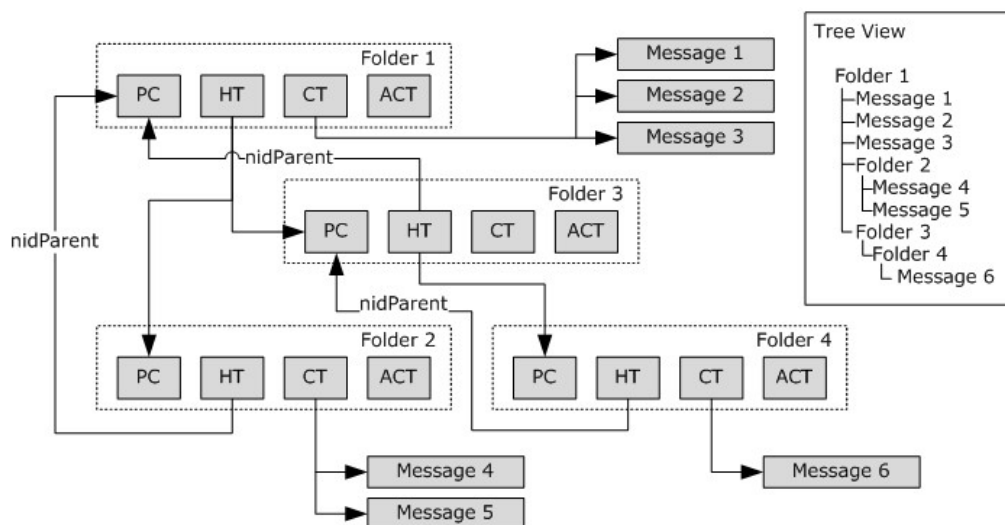 Folder 1
PC HT CT ACT
Message 1
Message 2
Message 3
nidParent
Folder 3
PC HT CT ACT
nidParent
nidParent
Folder 2
PC HT CT ACT
Folder 4
PC HT CT ACT
Message 4
Message 5
Message 6
Tree View
Folder 1
Message 1
Message 2
Message 3
Folder 2
Message 4
Message 5
Folder 3
Folder 4
Message 6